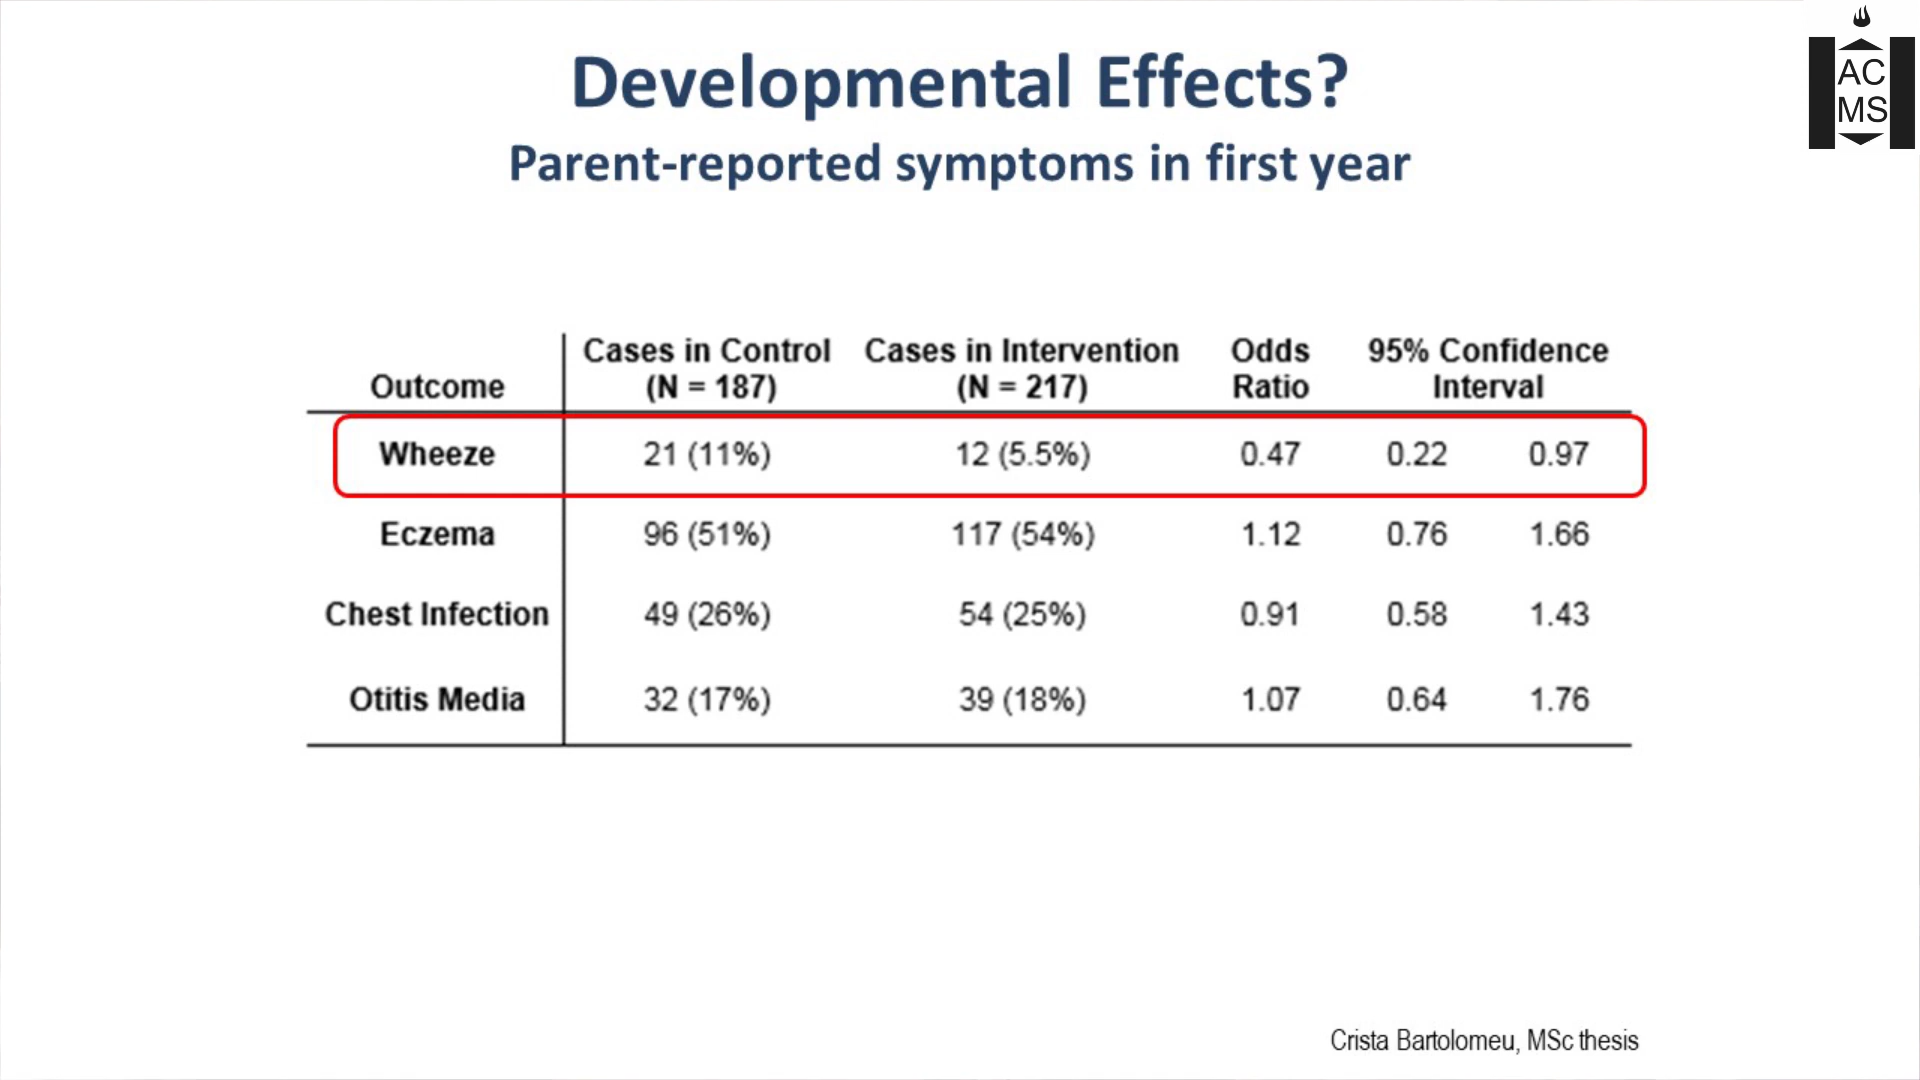 AC
MS
Developmental Effects?
Parent-reported symptoms in first year
Outcome Cases in Control (N = 187) Cases in Intervention (N = 217) Odds Ratio 95% Confidence Interval
Wheeze 21 (11%) 12 (5.5%) 0.47 0.22 0.97
Eczema 96 (51%) 117 (54%) 1.12 0.76 1.66
Chest Infection 49 (26%) 54 (25%) 0.91 0.58 1.43
Otitis Media 32 (17%) 39 (18%) 1.07 0.64 1.76
Crista Bartolomeu, MSc thesis